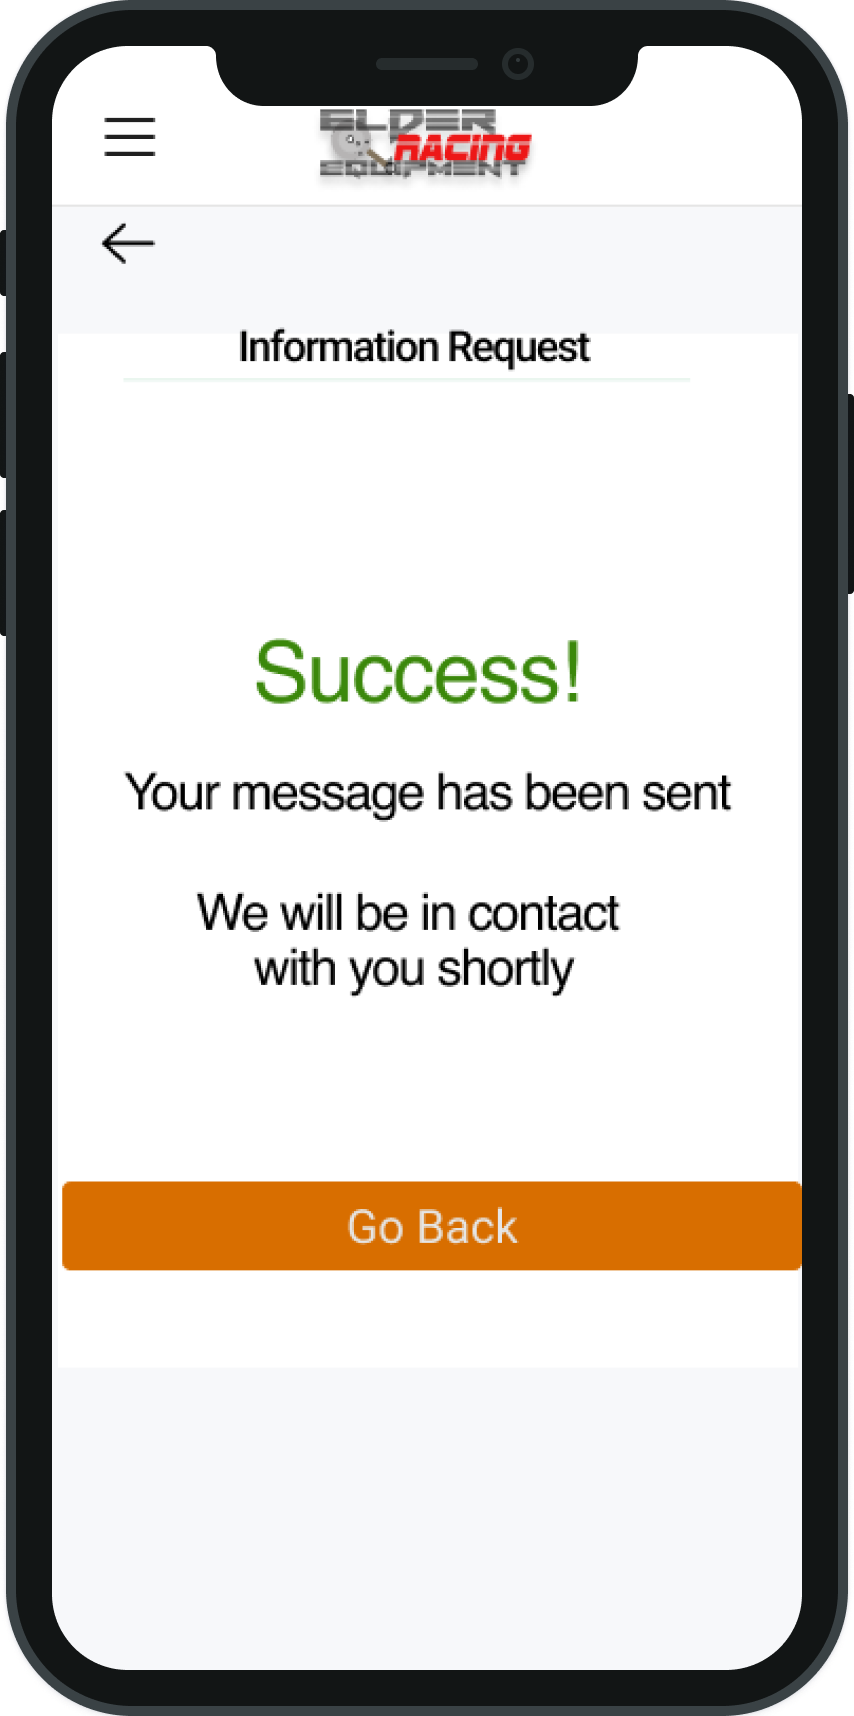 ELDER
RACING
EQUIPMENT
Information Request
Success!
Your message has been sent
We will be in contact
with you shortly
Go Back